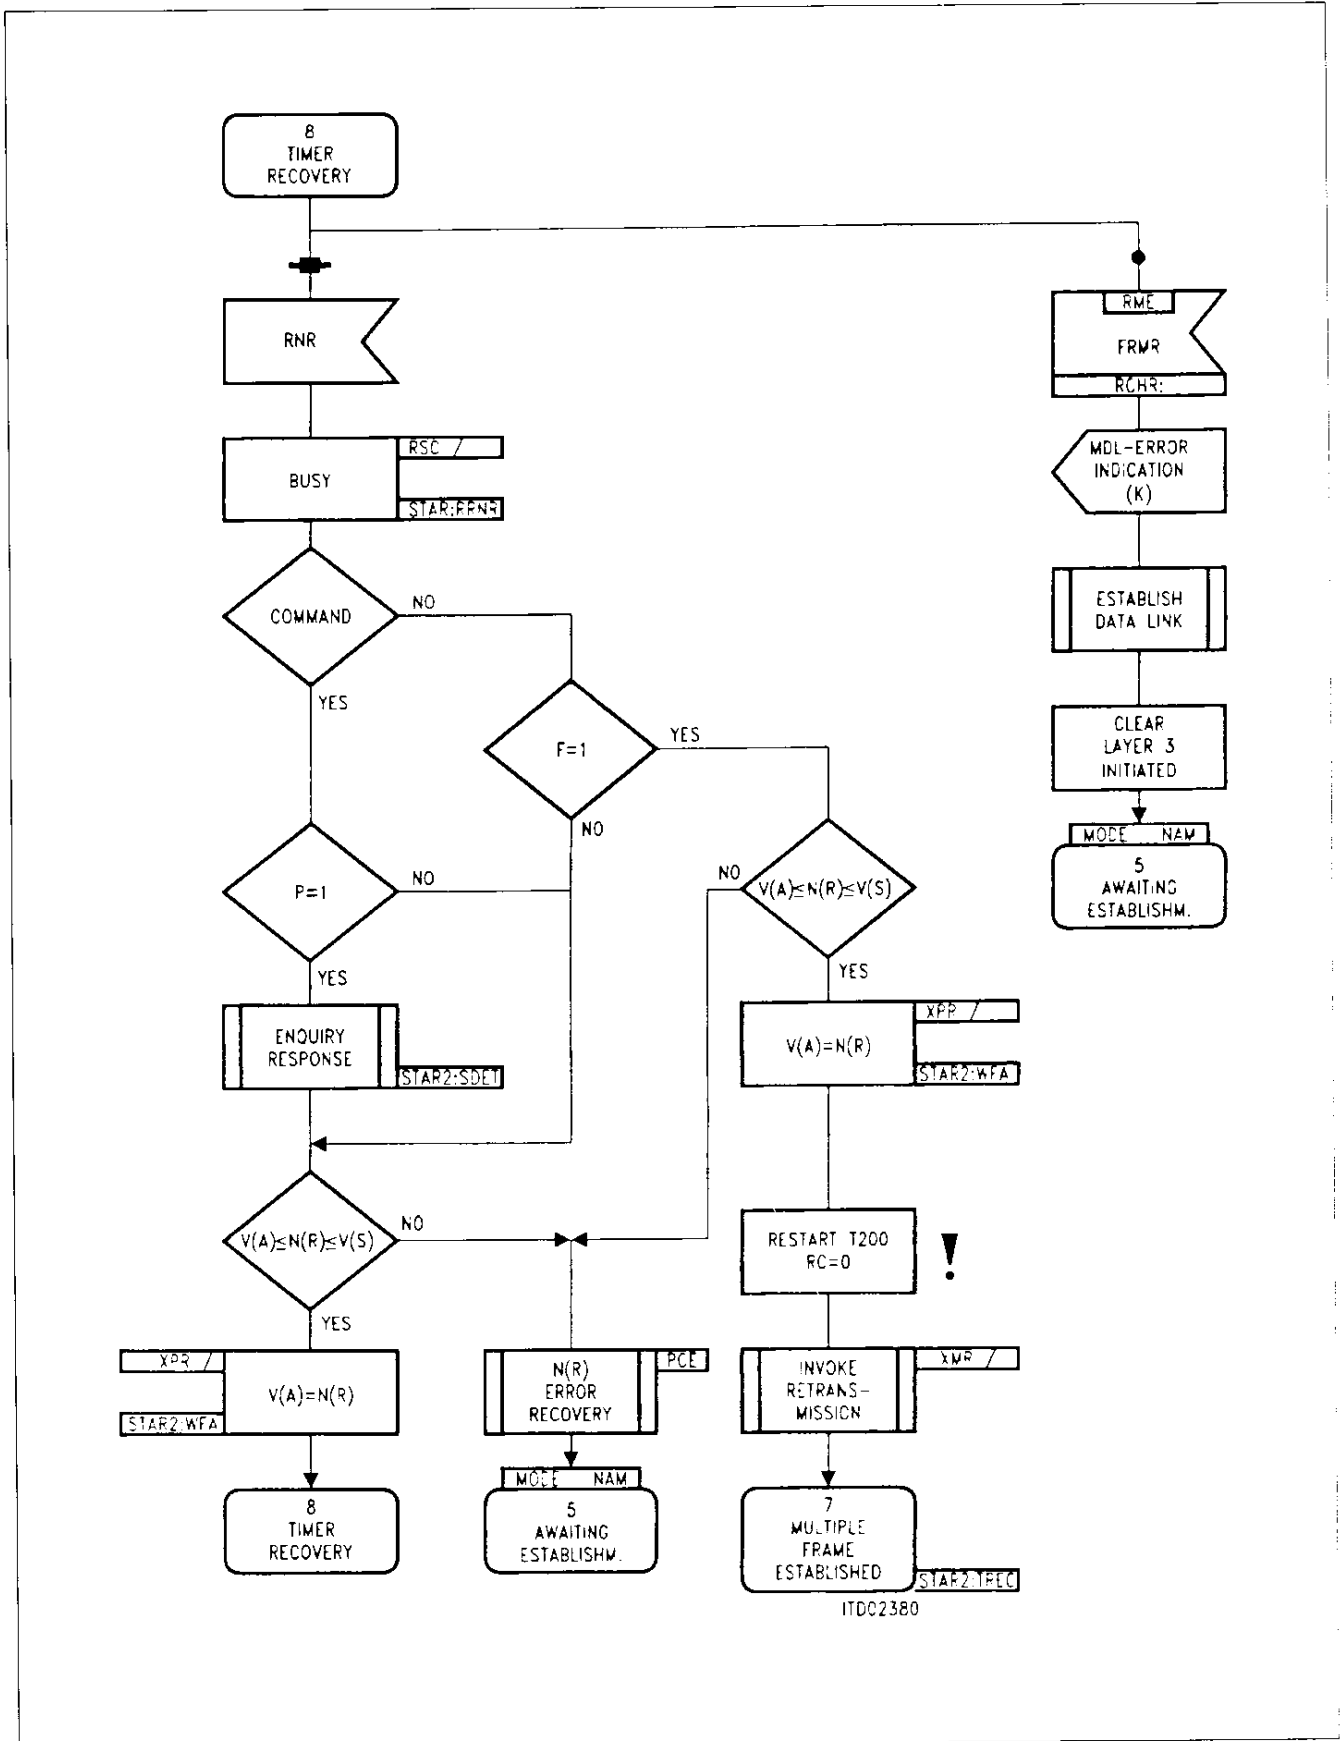 8
TIMER
RECOVERY
RNR
RME
FRMR
RCHR:
BUSY
RSC /
STAR:RRNR
MDL-ERROR
INDICATION
(K)
COMMAND
NO
YES
ESTABLISH
DATA LINK
F=1
YES
NO
CLEAR
LAYER 3
INITIATED
P=1
NO
YES
V(A)≤N(R)≤V(S)
NO
YES
MODE NAM
5
AWAITING
ESTABLISHM.
ENQUIRY
RESPONSE
STAR2:SDET
V(A)=N(R)
XPR /
STAR2:WFA
V(A)≤N(R)≤V(S)
NO
YES
RESTART T200
RC=0
!
XPR /
V(A)=N(R)
STAR2:WFA
N(R)
ERROR
RECOVERY
PCE
INVOKE
RETRANS-
MISSION
XMR /
8
TIMER
RECOVERY
MODE NAM
5
AWAITING
ESTABLISHM.
7
MULTIPLE
FRAME
ESTABLISHED
STAR2:TREC
ITD02380